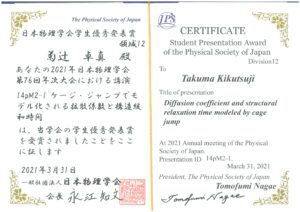 The Physical Society of Japan
日本物理学会学生優秀発表賞
領域12
菊辻 卓真 殿
あなたの2021年日本物理学会
第76回年次大会における講演
14pM2-1 ケージ・ジャンプでモ
デル化される拡散係数と構造緩
和時間
は、当学会の学生優秀発表賞
を受賞されましたことをここ
に証します
2021年3月31日
一般社団法人日本物理学会
会長 永江知文
JPS
CERTIFICATE
Student Presentation Award
of the Physical Society of Japan
Division12
To
Takuma Kikutsuji
Title of presentation
Diffusion coefficient and structural
relaxation time modeled by cage
jump
At 2021 Annual meeting of the Physical
Society of Japan.
Presentation ID 14pM2-1.
March 31, 2021
President, The Physical Society of Japan
Tomofumi Nagae
Tomofumi Nagae
The Physical Society of Japan